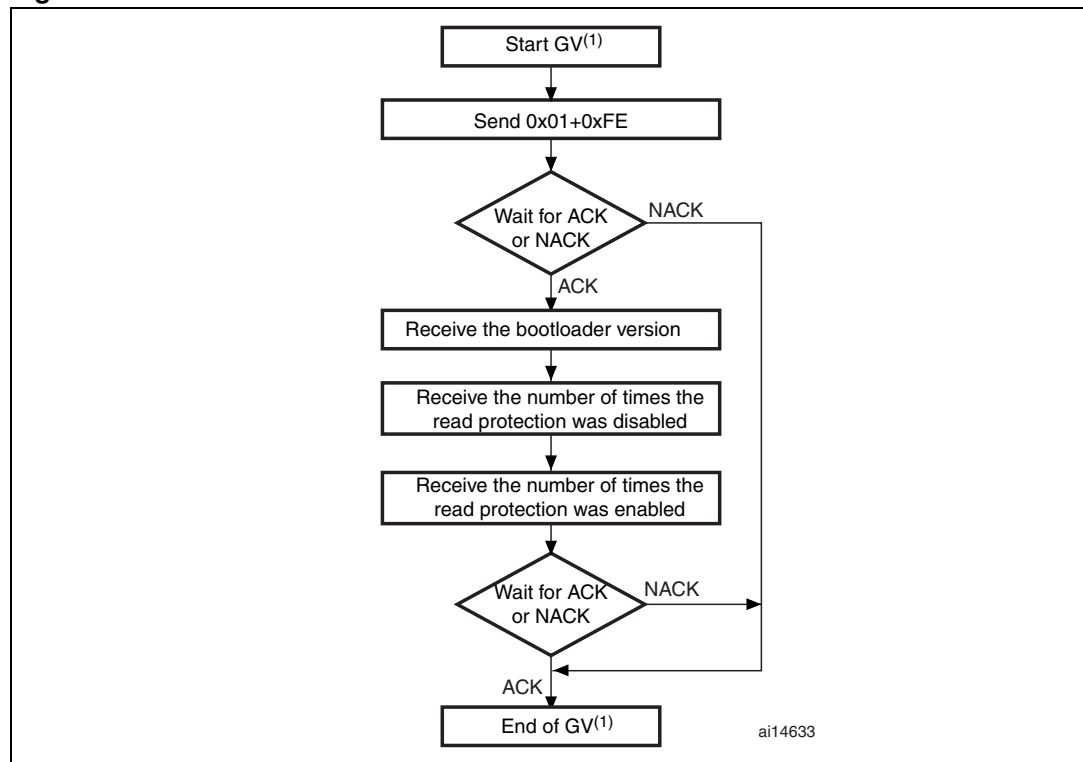 Start GV(1)
Send 0x01+0xFE
Wait for ACK
or NACK
NACK
ACK
Receive the bootloader version
Receive the number of times the
read protection was disabled
Receive the number of times the
read protection was enabled
Wait for ACK
or NACK
NACK
ACK
End of GV(1)
ai14633